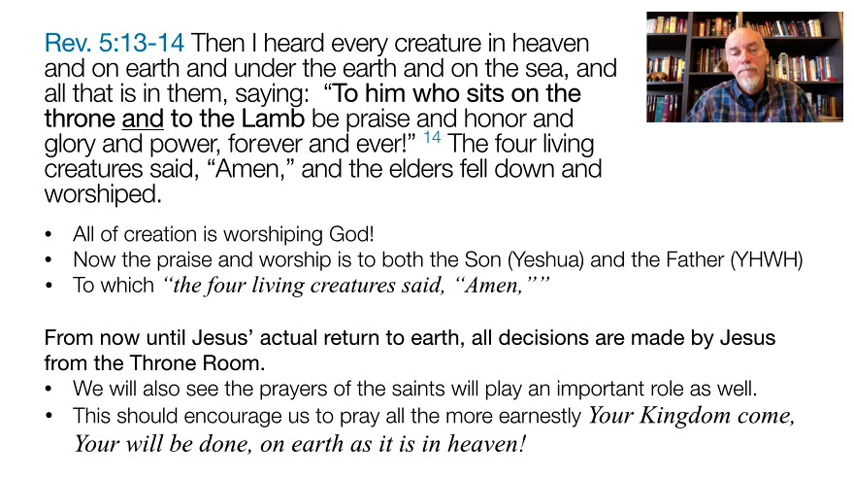 Rev. 5:13-14 Then I heard every creature in heaven
and on earth and under the earth and on the sea, and
all that is in them, saying:  “To him who sits on the
throne and to the Lamb be praise and honor and
glory and power, forever and ever!” 14 The four living
creatures said, “Amen,” and the elders fell down and
worshiped.
• All of creation is worshiping God!
• Now the praise and worship is to both the Son (Yeshua) and the Father (YHWH)
• To which “the four living creatures said, “Amen,””
From now until Jesus’ actual return to earth, all decisions are made by Jesus
from the Throne Room.
• We will also see the prayers of the saints will play an important role as well.
• This should encourage us to pray all the more earnestly Your Kingdom come,
Your will be done, on earth as it is in heaven!